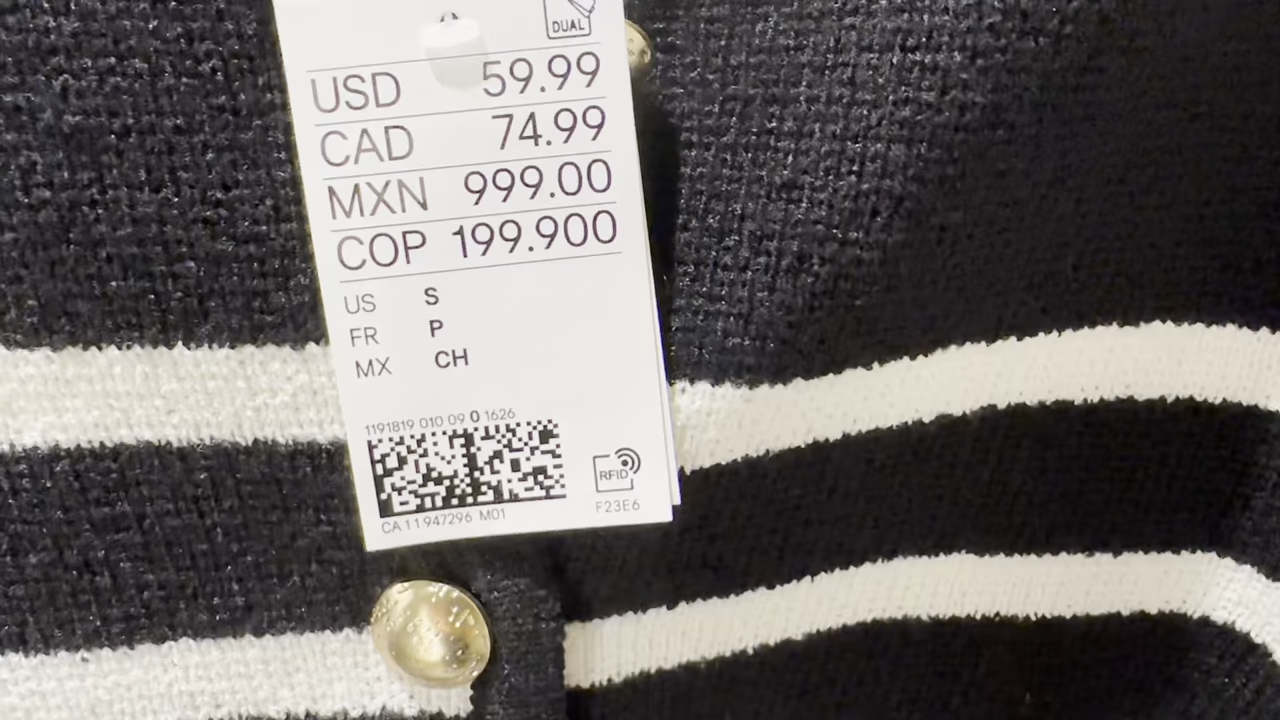 DUAL
USD 59.99
CAD 74.99
MXN 999.00
COP 199.900
US S
FR P
MX CH
1191819 010 09 0 1626
RFID
CA 11947296 M01
F23E6